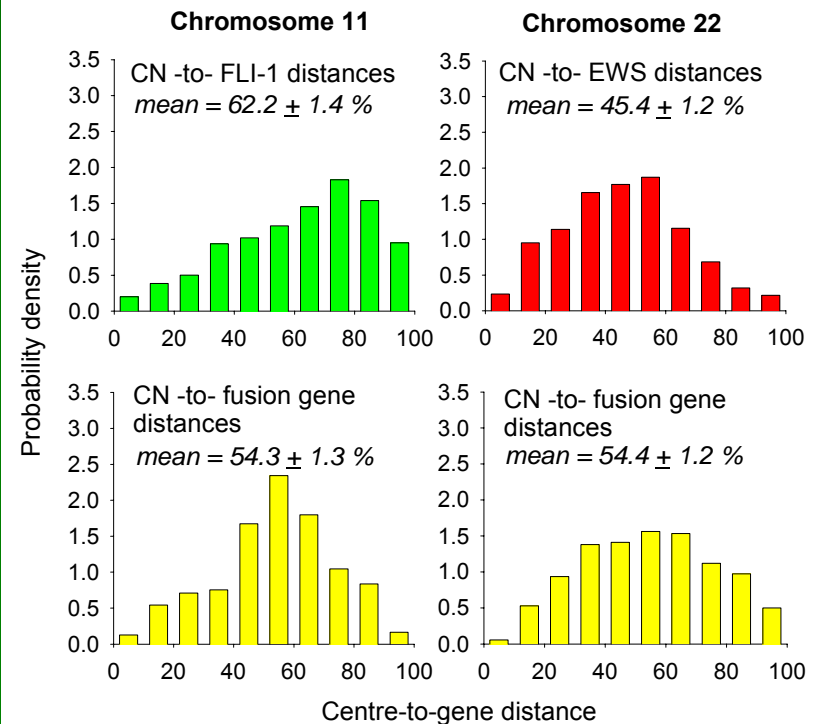 Chromosome 11
Chromosome 22
Probability density
3.5
3.0
2.5
2.0
1.5
1.0
0.5
0.0
CN -to- FLI-1 distances
mean = 62.2 ± 1.4 %
0 20 40 60 80 100
3.5
3.0
2.5
2.0
1.5
1.0
0.5
0.0
CN -to- EWS distances
mean = 45.4 ± 1.2 %
0 20 40 60 80 100
3.5
3.0
2.5
2.0
1.5
1.0
0.5
0.0
CN -to- fusion gene
distances
mean = 54.3 ± 1.3 %
0 20 40 60 80 100
3.5
3.0
2.5
2.0
1.5
1.0
0.5
0.0
CN -to- fusion gene
distances
mean = 54.4 ± 1.2 %
0 20 40 60 80 100
Centre-to-gene distance